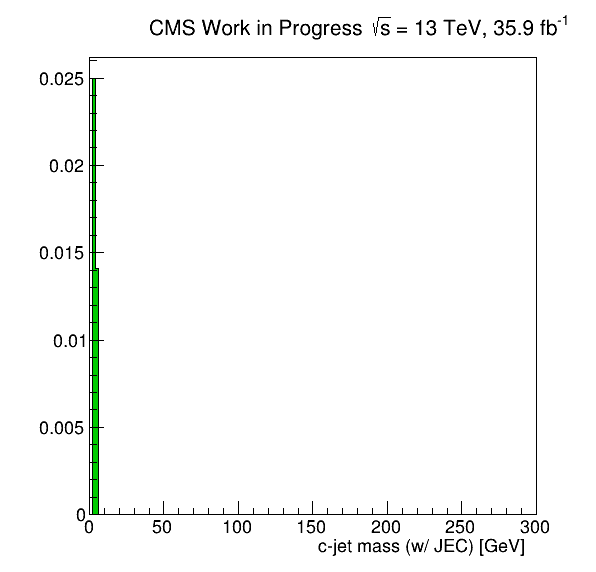 CMS Work in Progress √s = 13 TeV, 35.9 fb⁻¹
0.025
0.02
0.015
0.01
0.005
0
0 50 100 150 200 250 300
c-jet mass (w/ JEC) [GeV]